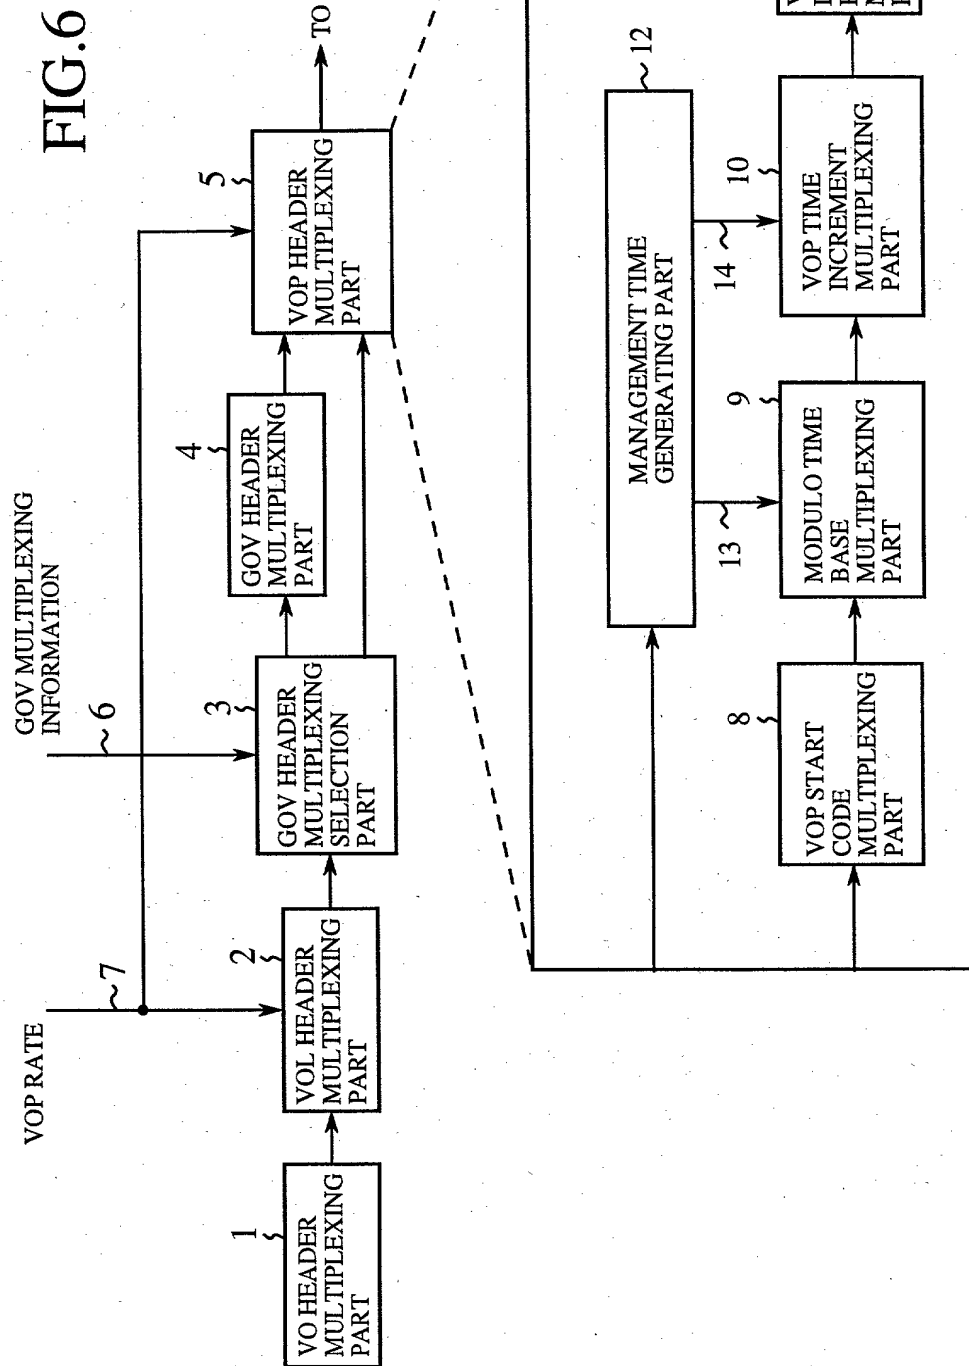 FIG.6
VOP RATE
7
GOV MULTIPLEXING
INFORMATION
6
1
VO HEADER
MULTIPLEXING
PART
2
VOL HEADER
MULTIPLEXING
PART
3
GOV HEADER
MULTIPLEXING
SELECTION
PART
4
GOV HEADER
MULTIPLEXING
PART
5
VOP HEADER
MULTIPLEXING
PART
TO
MANAGEMENT TIME
GENERATING PART
12
13
14
8
VOP START
CODE
MULTIPLEXING
PART
9
MODULO TIME
BASE
MULTIPLEXING
PART
10
VOP TIME
INCREMENT
MULTIPLEXING
PART